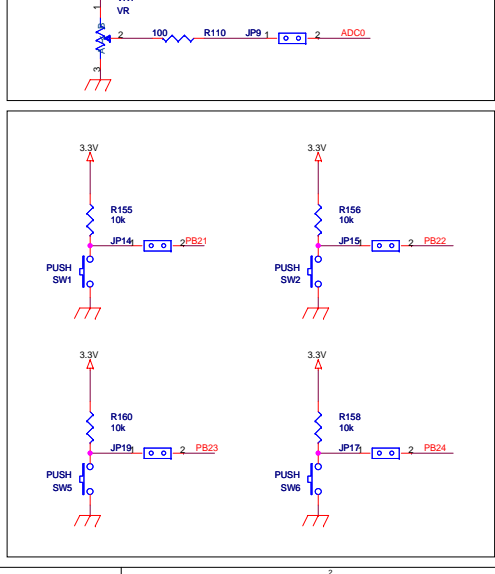 1
VR
2
100 R110 JP9 1 2 ADC0
3
3.3V 3.3V
R155 R156
10k 10k
JP14 1 2 PB21 JP15 1 2 PB22
PUSH PUSH
SW1 SW2
3.3V 3.3V
R160 R158
10k 10k
JP19 1 2 PB23 JP17 1 2 PB24
PUSH PUSH
SW5 SW6
2